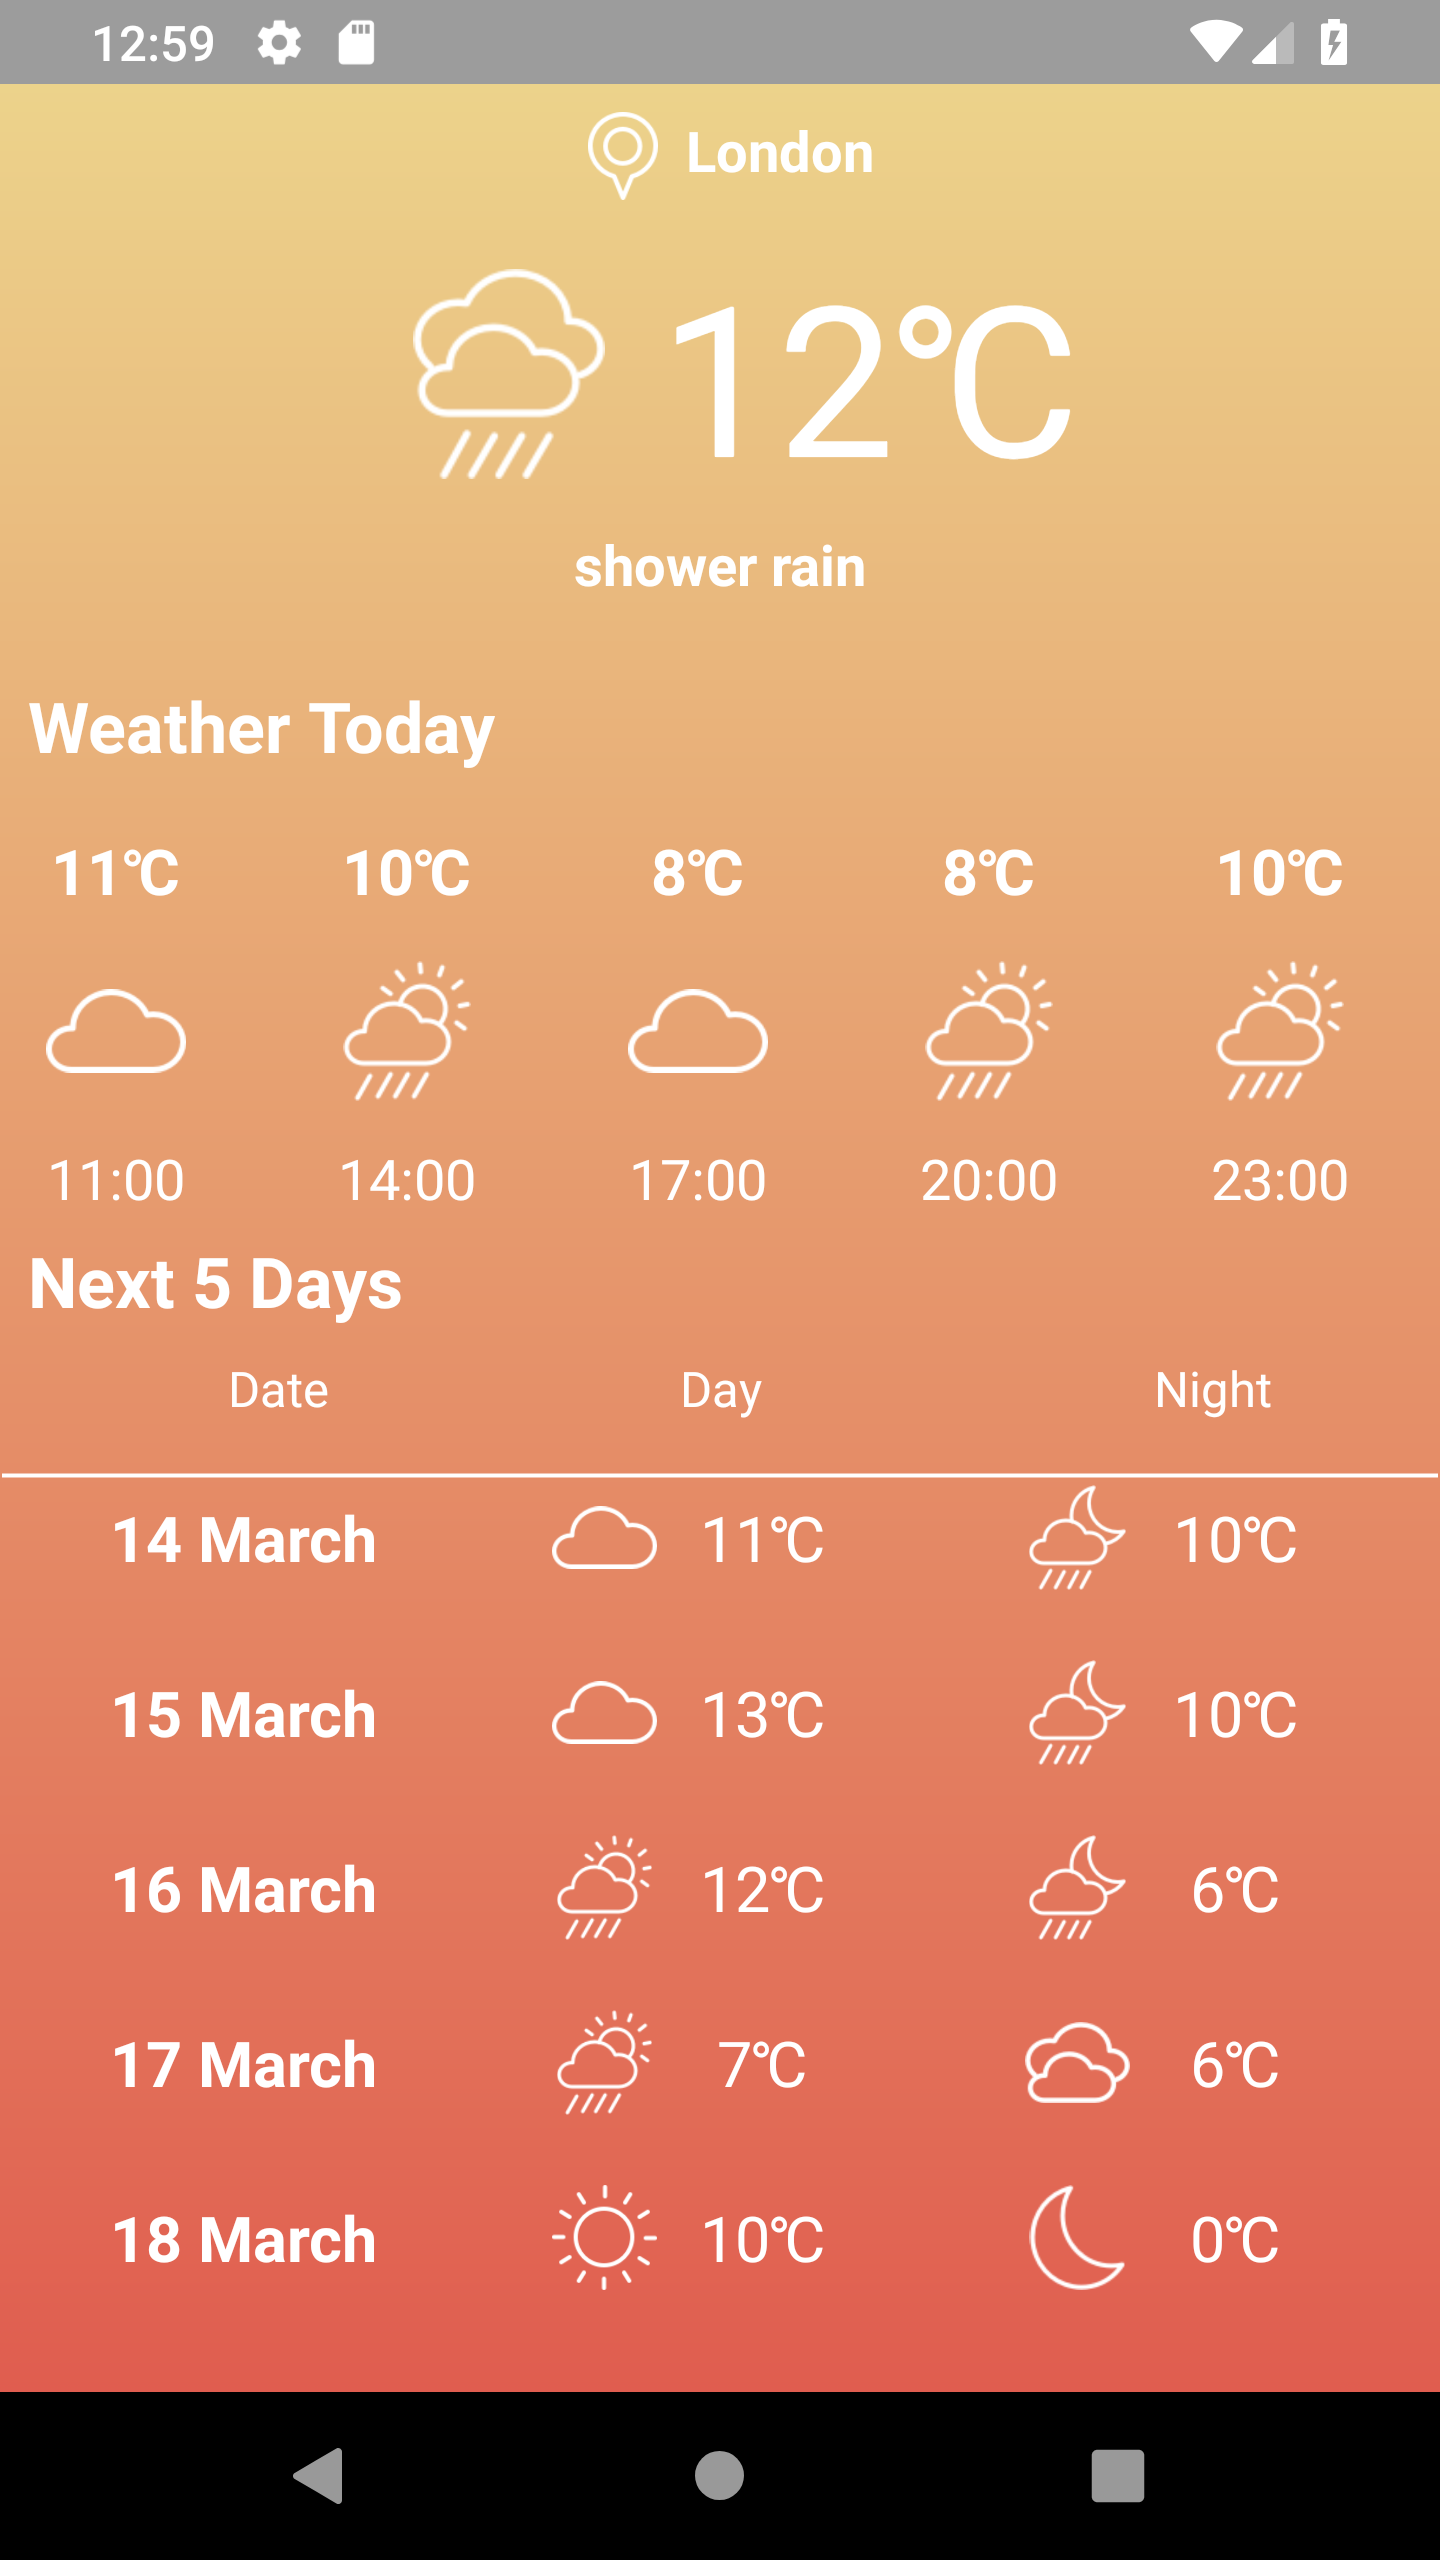 12:59
London
12℃
shower rain
Weather Today
11℃ 10℃ 8℃ 8℃ 10℃
11:00 14:00 17:00 20:00 23:00
Next 5 Days
Date Day Night
14 March 11℃ 10℃
15 March 13℃ 10℃
16 March 12℃ 6℃
17 March 7℃ 6℃
18 March 10℃ 0℃